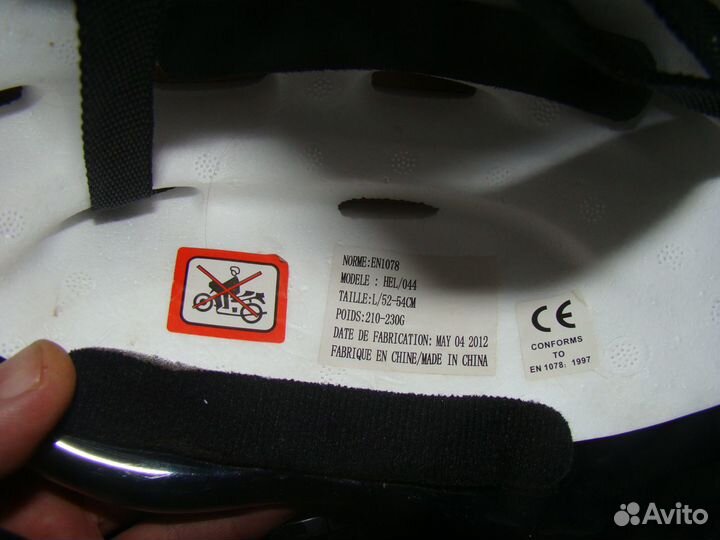 NORME:EN1078
MODELE : HEL/044
TAILLE:L/52-54CM
POIDS:210-230G
DATE DE FABRICATION: MAY 04 2012
FABRIQUE EN CHINE/MADE IN CHINA
CE
CONFORMS
TO
EN 1078: 1997
Avito